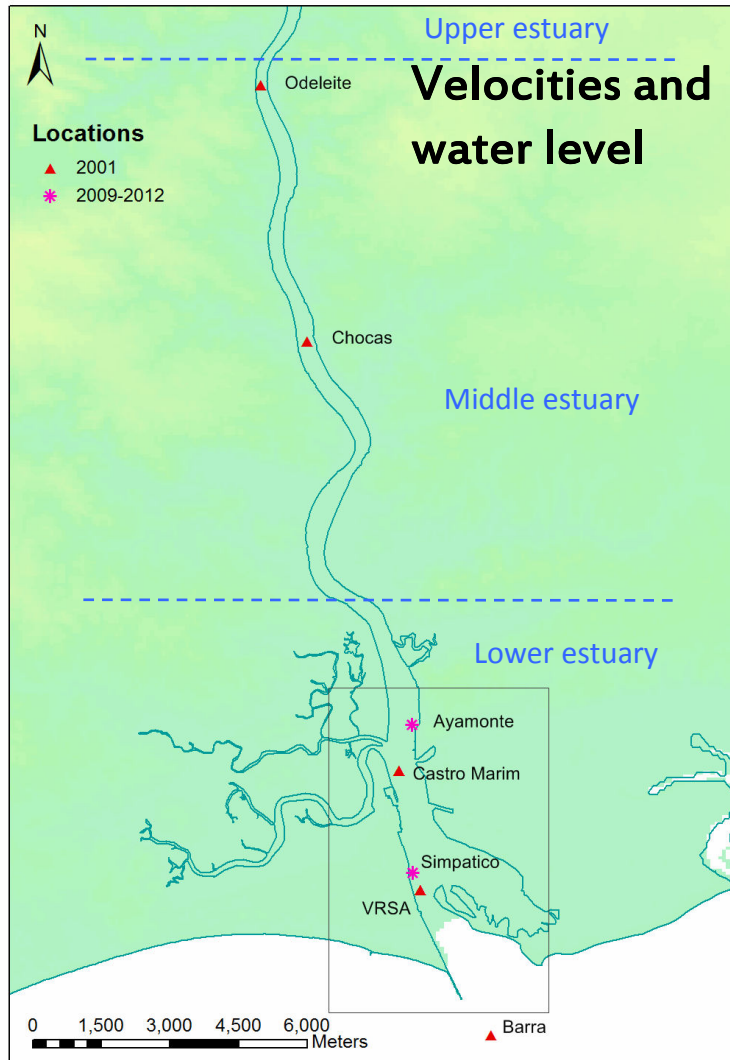 Upper estuary
N
Odeleite
Velocities and
water level
Locations
2001
2009-2012
Chocas
Middle estuary
Lower estuary
Ayamonte
Castro Marim
Simpatico
VRSA
0 1,500 3,000 4,500 6,000
Meters
Barra